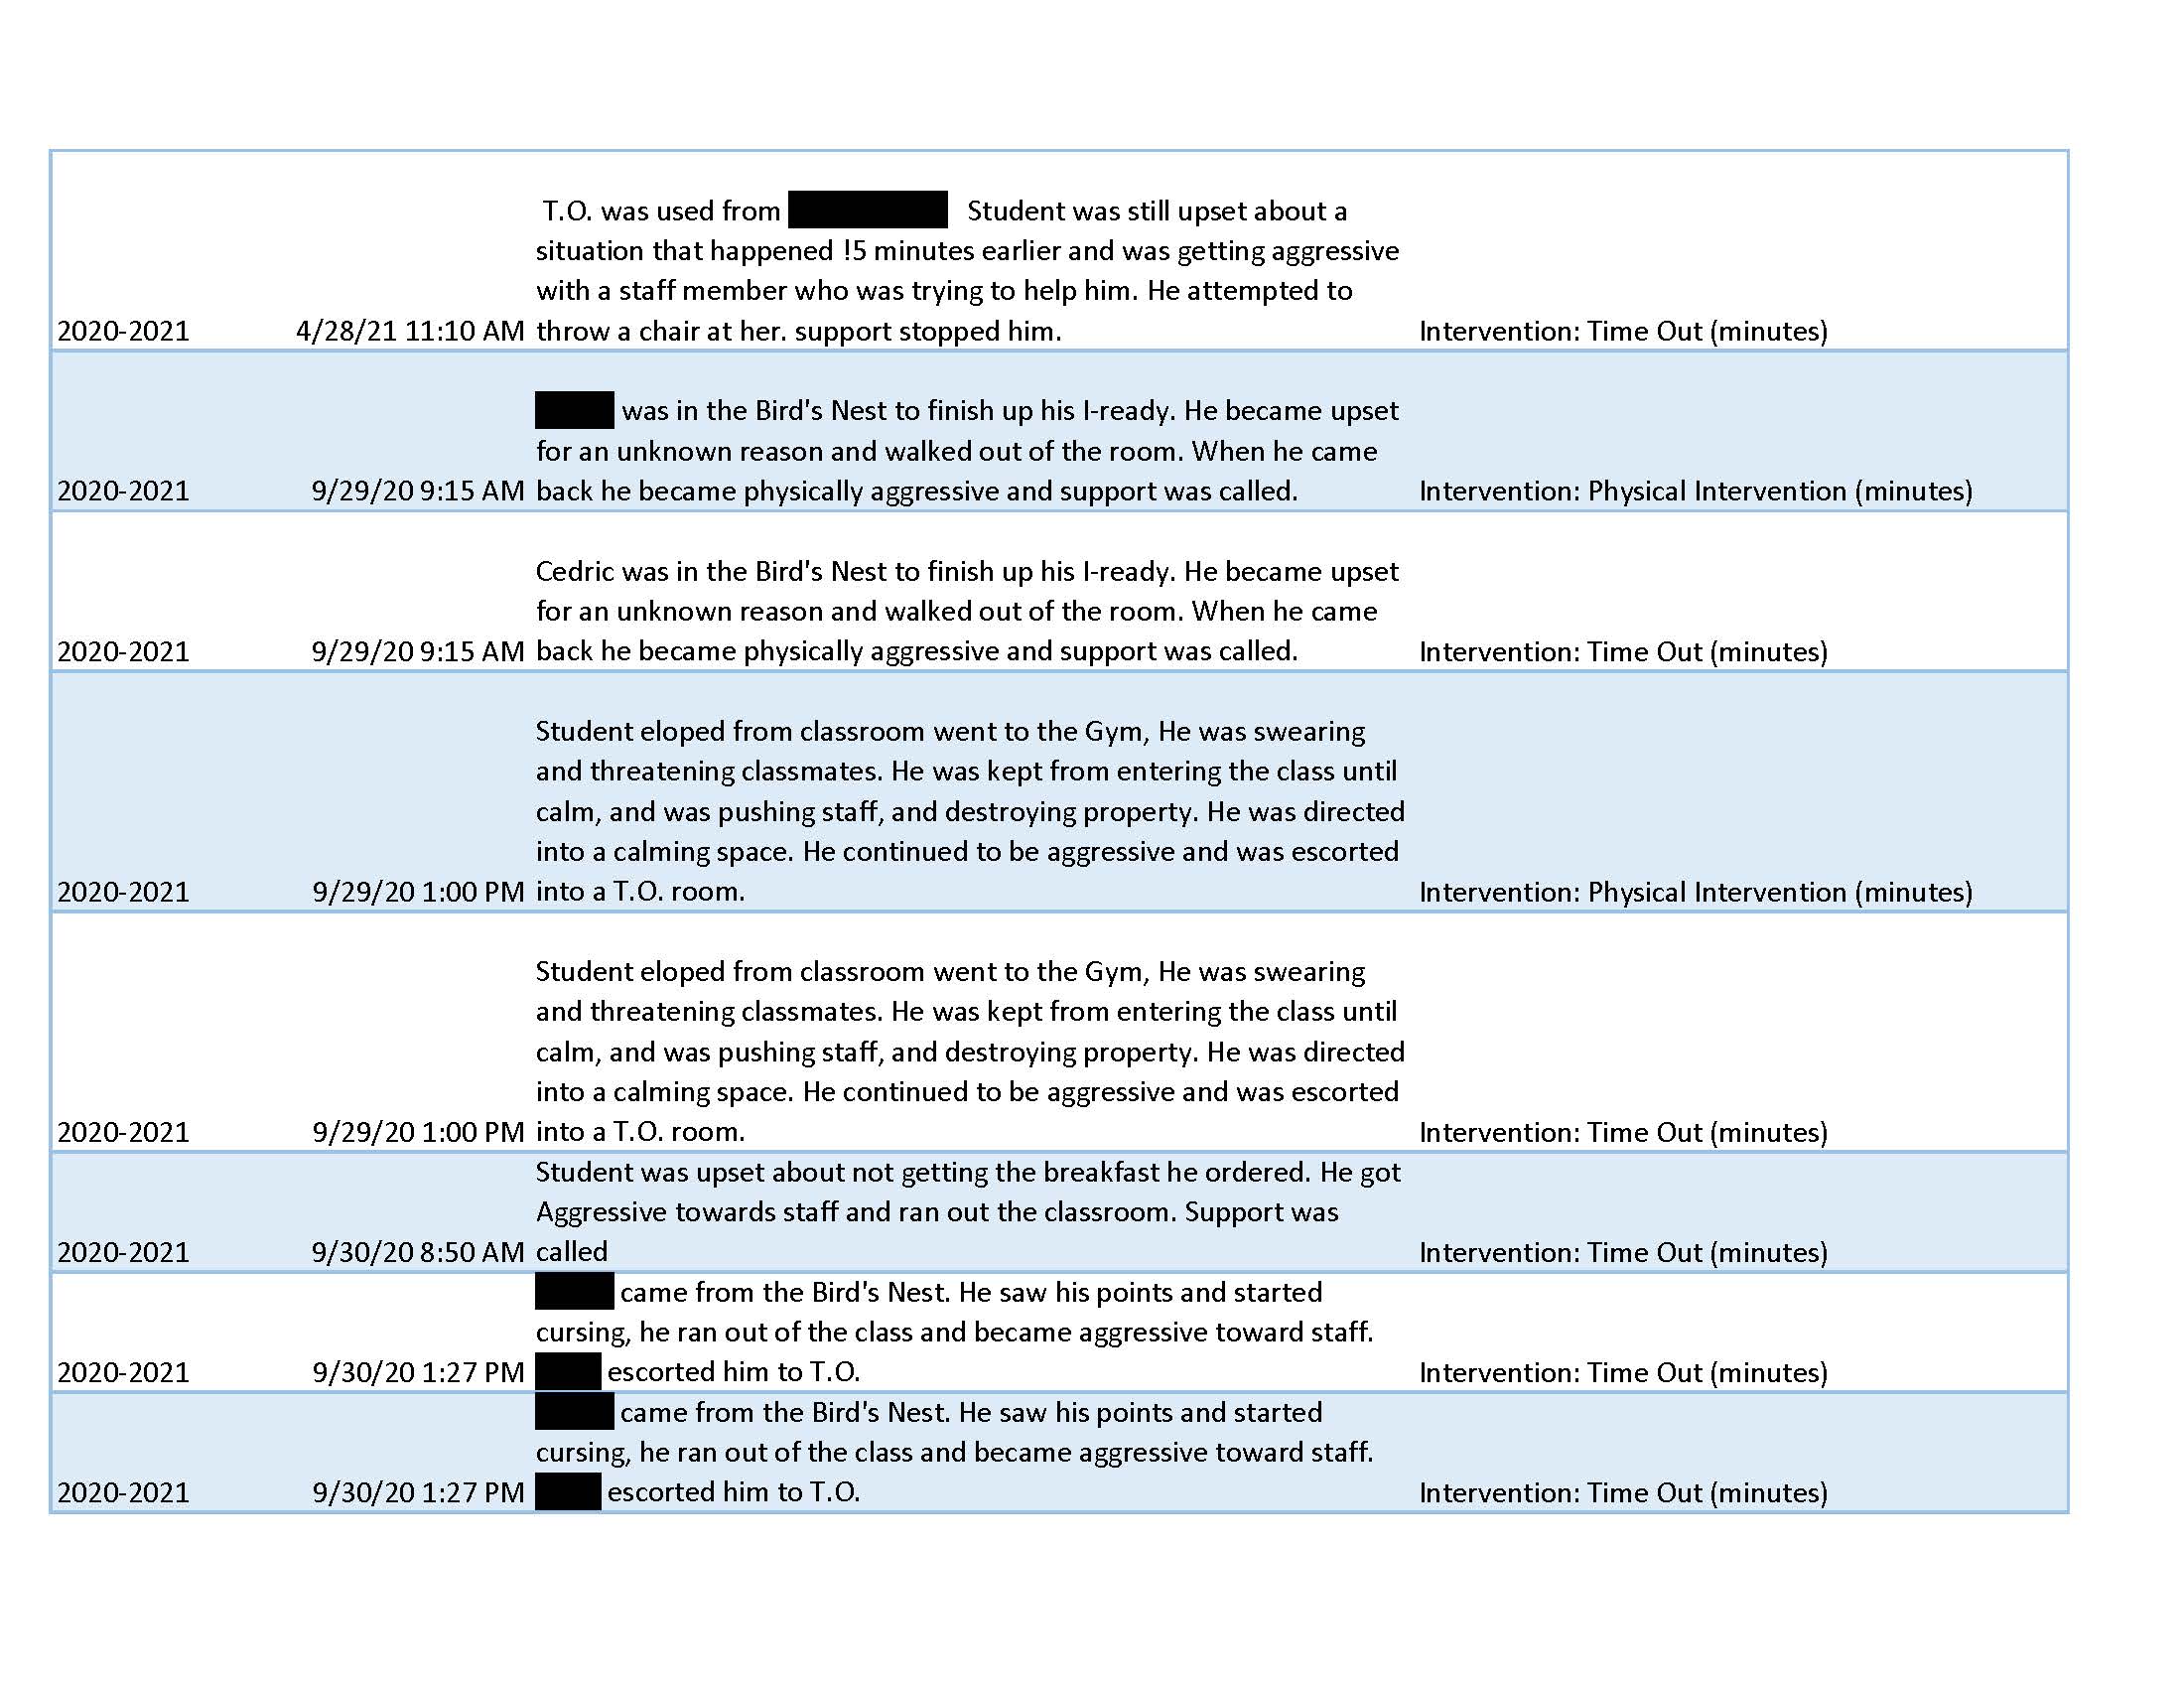 T.O. was used from Student was still upset about a
situation that happened !5 minutes earlier and was getting aggressive
with a staff member who was trying to help him. He attempted to
2020-2021 4/28/21 11:10 AM throw a chair at her. support stopped him. Intervention: Time Out (minutes)
was in the Bird's Nest to finish up his I-ready. He became upset
for an unknown reason and walked out of the room. When he came
2020-2021 9/29/20 9:15 AM back he became physically aggressive and support was called. Intervention: Physical Intervention (minutes)
Cedric was in the Bird's Nest to finish up his I-ready. He became upset
for an unknown reason and walked out of the room. When he came
2020-2021 9/29/20 9:15 AM back he became physically aggressive and support was called. Intervention: Time Out (minutes)
Student eloped from classroom went to the Gym, He was swearing
and threatening classmates. He was kept from entering the class until
calm, and was pushing staff, and destroying property. He was directed
into a calming space. He continued to be aggressive and was escorted
2020-2021 9/29/20 1:00 PM into a T.O. room. Intervention: Physical Intervention (minutes)
Student eloped from classroom went to the Gym, He was swearing
and threatening classmates. He was kept from entering the class until
calm, and was pushing staff, and destroying property. He was directed
into a calming space. He continued to be aggressive and was escorted
2020-2021 9/29/20 1:00 PM into a T.O. room. Intervention: Time Out (minutes)
Student was upset about not getting the breakfast he ordered. He got
Aggressive towards staff and ran out the classroom. Support was
2020-2021 9/30/20 8:50 AM called Intervention: Time Out (minutes)
came from the Bird's Nest. He saw his points and started
cursing, he ran out of the class and became aggressive toward staff.
2020-2021 9/30/20 1:27 PM escorted him to T.O. Intervention: Time Out (minutes)
came from the Bird's Nest. He saw his points and started
cursing, he ran out of the class and became aggressive toward staff.
2020-2021 9/30/20 1:27 PM escorted him to T.O. Intervention: Time Out (minutes)